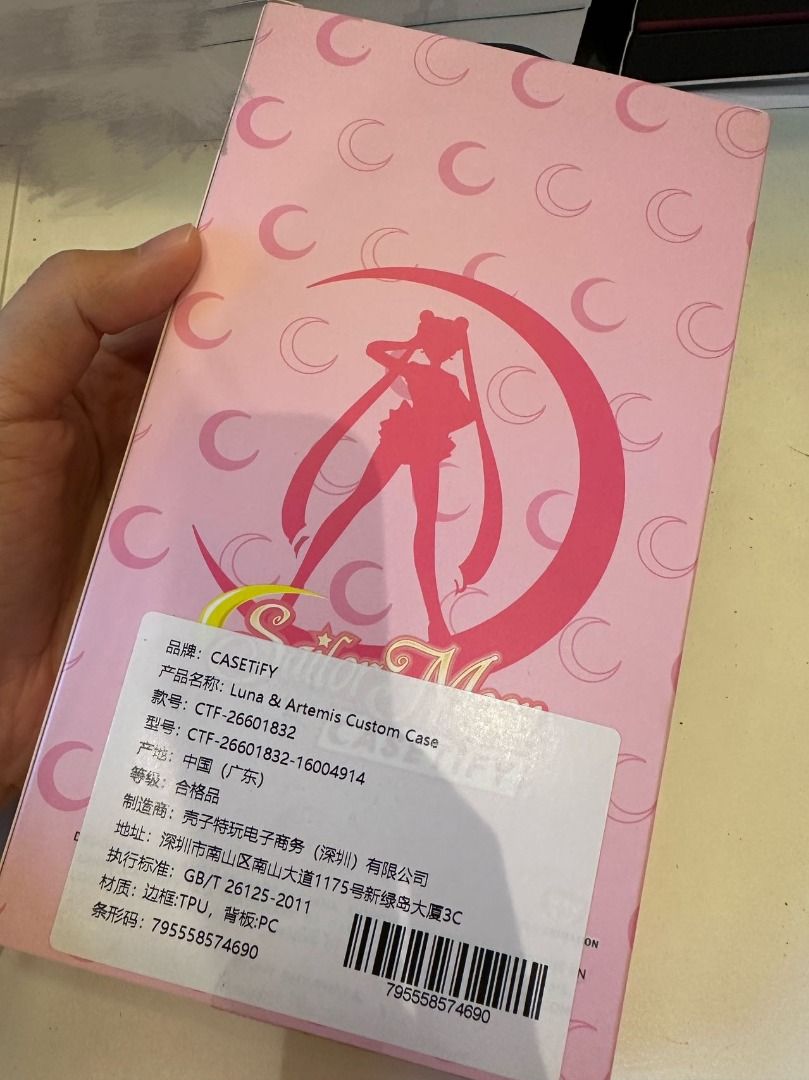 Sailor Moon
品牌：CASETiFY
产品名称：Luna & Artemis Custom Case
款号：CTF-26601832
型号：CTF-26601832-16004914
产地：中国（广东）
等级：合格品
制造商：壳子特玩电子商务（深圳）有限公司
地址：深圳市南山区南山大道1175号新绿岛大厦3C
执行标准：GB/T 26125-2011
材质：边框:TPU，背板:PC
条形码：795558574690
795558574690